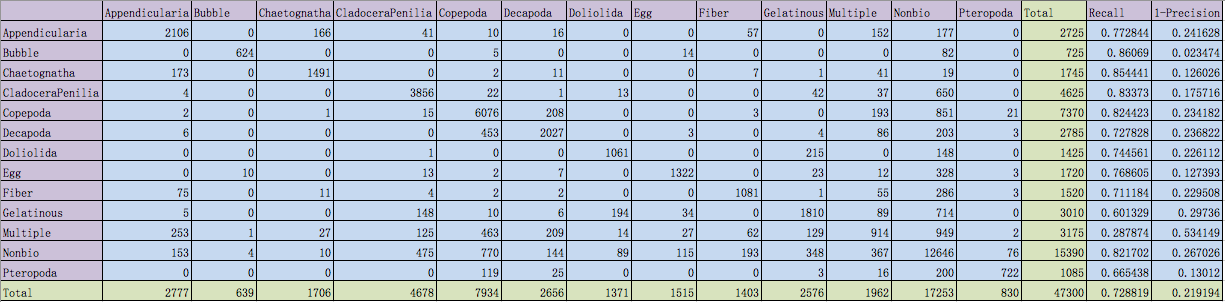 Appendicularia Bubble Chaetognatha CladoceraPenilia Copepoda Decapoda Doliolida Egg Fiber Gelatinous Multiple Nonbio Pteropoda Total Recall 1-Precision
Appendicularia 2106 0 166 41 10 16 0 0 57 0 152 177 0 2725 0.772844 0.241628
Bubble 0 624 0 0 5 0 0 14 0 0 0 82 0 725 0.86069 0.023474
Chaetognatha 173 0 1491 0 2 11 0 0 7 1 41 19 0 1745 0.854441 0.126026
CladoceraPenilia 4 0 0 3856 22 1 13 0 0 42 37 650 0 4625 0.83373 0.175716
Copepoda 2 0 1 15 6076 208 0 0 3 0 193 851 21 7370 0.824423 0.234182
Decapoda 6 0 0 0 453 2027 0 3 0 4 86 203 3 2785 0.727828 0.236822
Doliolida 0 0 0 1 0 0 1061 0 0 215 0 148 0 1425 0.744561 0.226112
Egg 0 10 0 13 2 7 0 1322 0 23 12 328 3 1720 0.768605 0.127393
Fiber 75 0 11 4 2 2 0 0 1081 1 55 286 3 1520 0.711184 0.229508
Gelatinous 5 0 0 148 10 6 194 34 0 1810 89 714 0 3010 0.601329 0.29736
Multiple 253 1 27 125 463 209 14 27 62 129 914 949 2 3175 0.287874 0.534149
Nonbio 153 4 10 475 770 144 89 115 193 348 367 12646 76 15390 0.821702 0.267026
Pteropoda 0 0 0 0 119 25 0 0 0 3 16 200 722 1085 0.665438 0.13012
Total 2777 639 1706 4678 7934 2656 1371 1515 1403 2576 1962 17253 830 47300 0.728819 0.219194